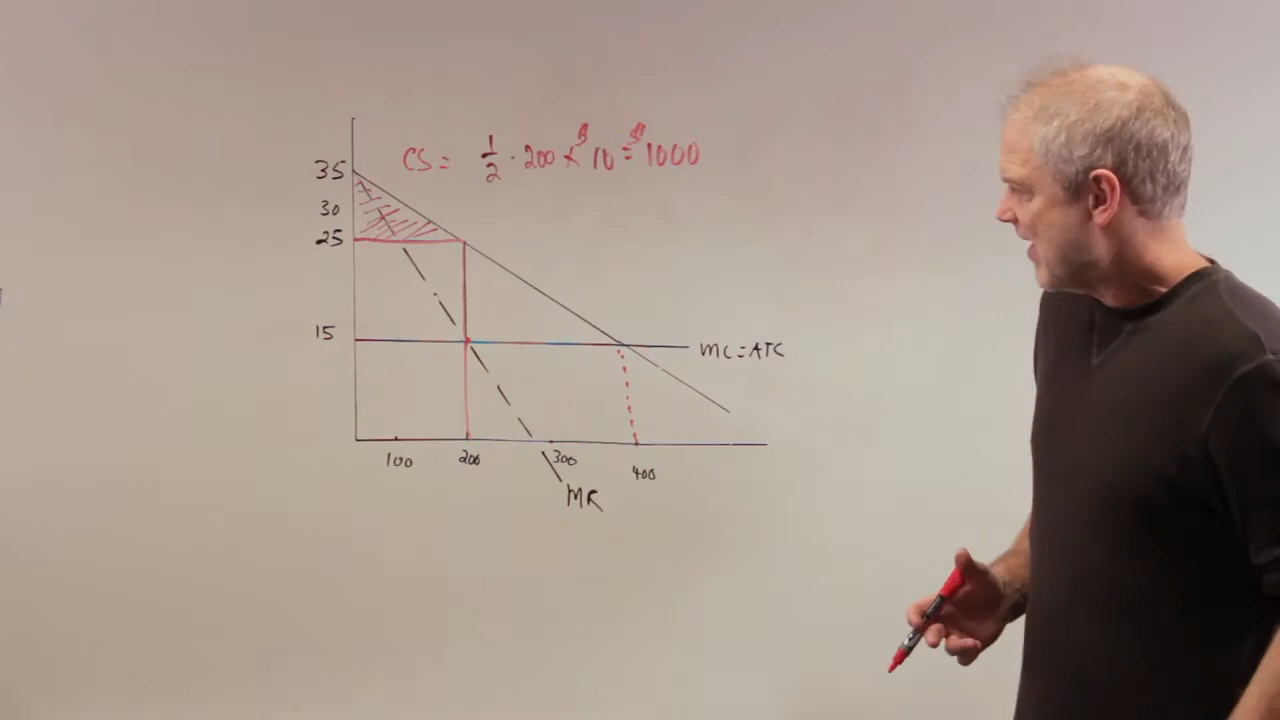 CS = 1/2 · 200 × $10 = $1000
35
30
25
15
MC = ATC
100
200
300
400
MR